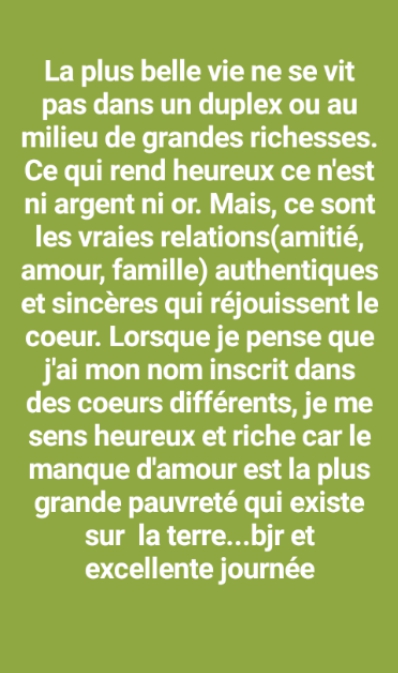 La plus belle vie ne se vit
pas dans un duplex ou au
milieu de grandes richesses.
Ce qui rend heureux ce n'est
ni argent ni or. Mais, ce sont
les vraies relations(amitié,
amour, famille) authentiques
et sincères qui réjouissent le
coeur. Lorsque je pense que
j'ai mon nom inscrit dans
des coeurs différents, je me
sens heureux et riche car le
manque d'amour est la plus
grande pauvreté qui existe
sur  la terre...bjr et
excellente journée